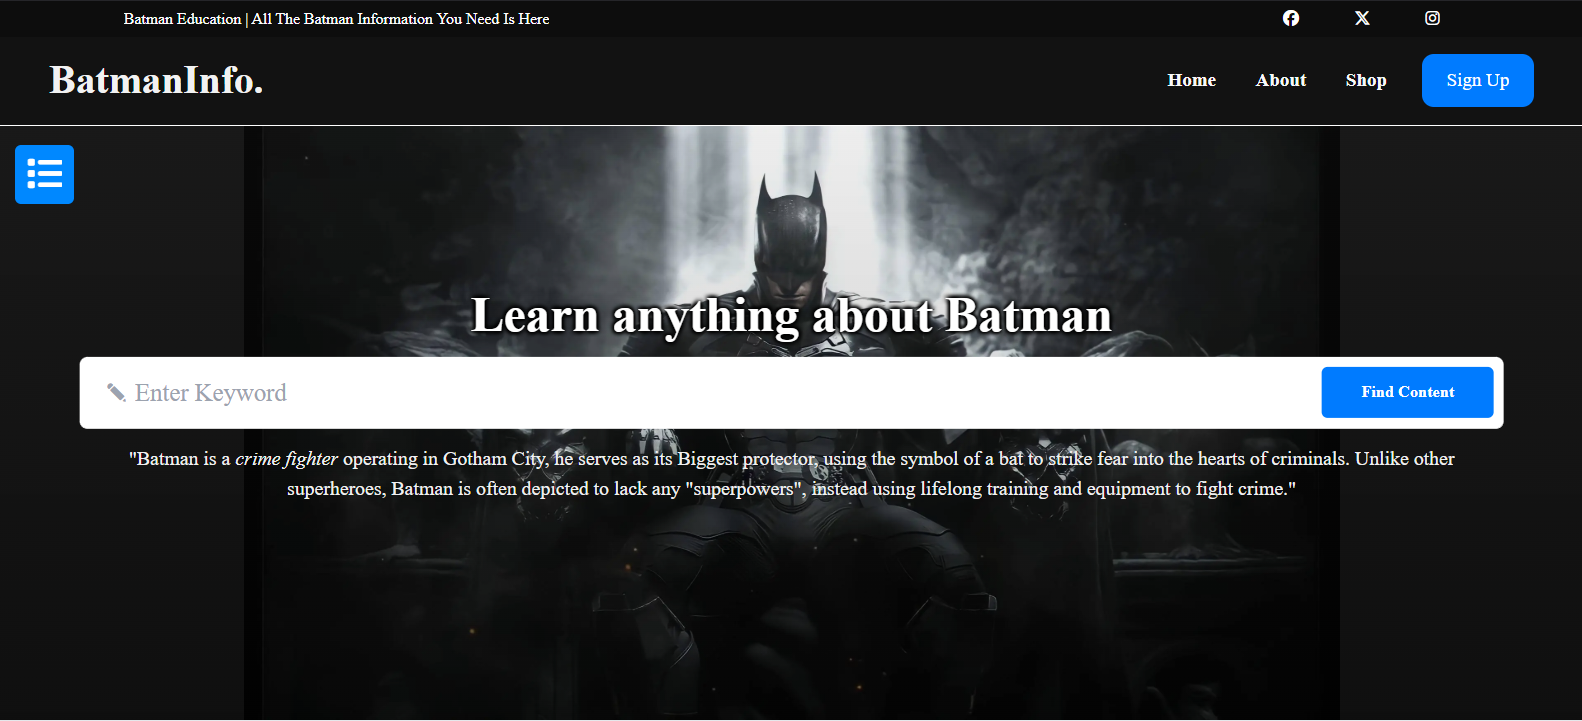 Batman Education | All The Batman Information You Need Is Here
BatmanInfo.
Home About Shop Sign Up
Learn anything about Batman
Enter Keyword Find Content
"Batman is a crime fighter operating in Gotham City, he serves as its Biggest protector, using the symbol of a bat to strike fear into the hearts of criminals. Unlike other
superheroes, Batman is often depicted to lack any "superpowers", instead using lifelong training and equipment to fight crime."